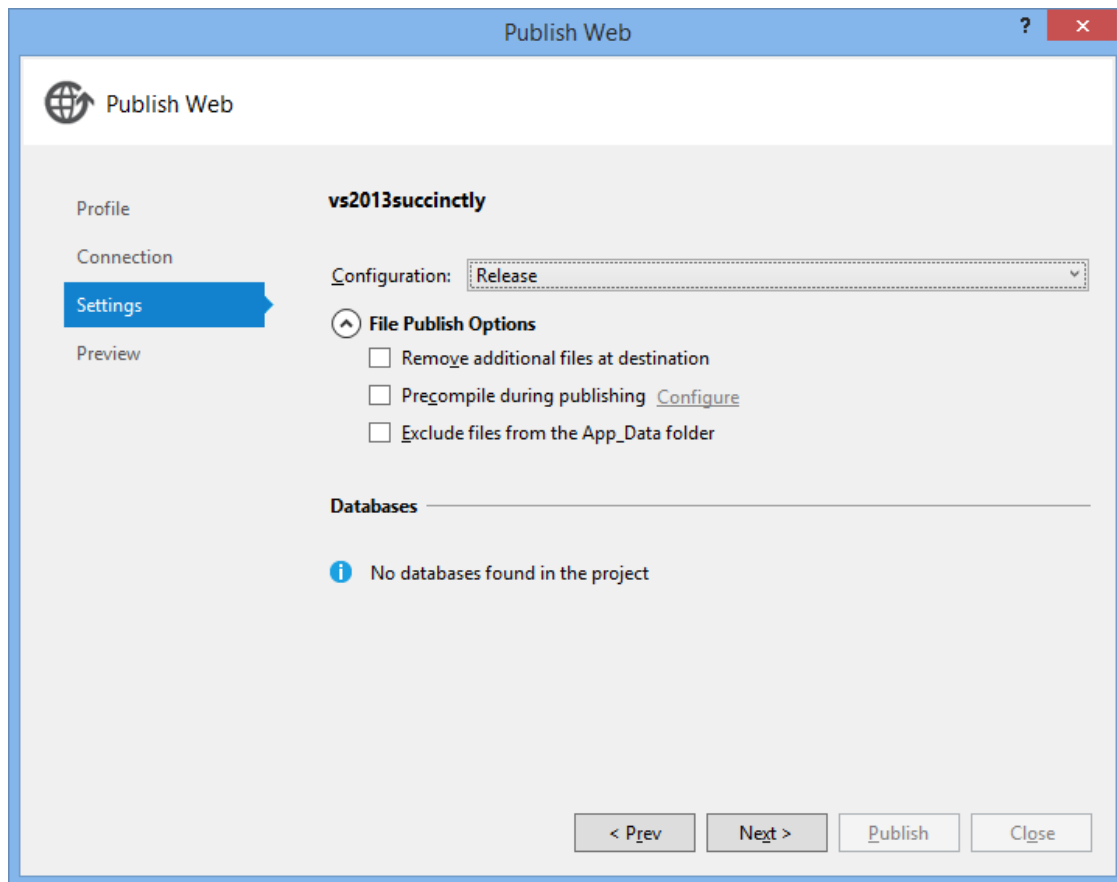 Publish Web
?
Publish Web
Profile
Connection
Settings
Preview
vs2013succinctly
Configuration: Release
File Publish Options
Remove additional files at destination
Precompile during publishing Configure
Exclude files from the App_Data folder
Databases
No databases found in the project
< Prev Next > Publish Close